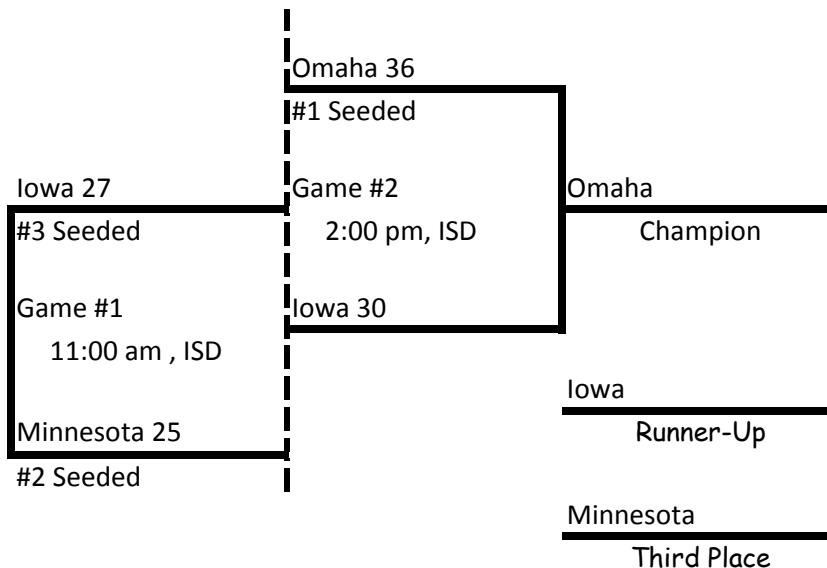 Omaha 36
#1 Seeded
Iowa 27
#3 Seeded
Game #1
11:00 am , ISD
Minnesota 25
#2 Seeded
Game #2
2:00 pm, ISD
Iowa 30
Omaha
Champion
Iowa
Runner-Up
Minnesota
Third Place